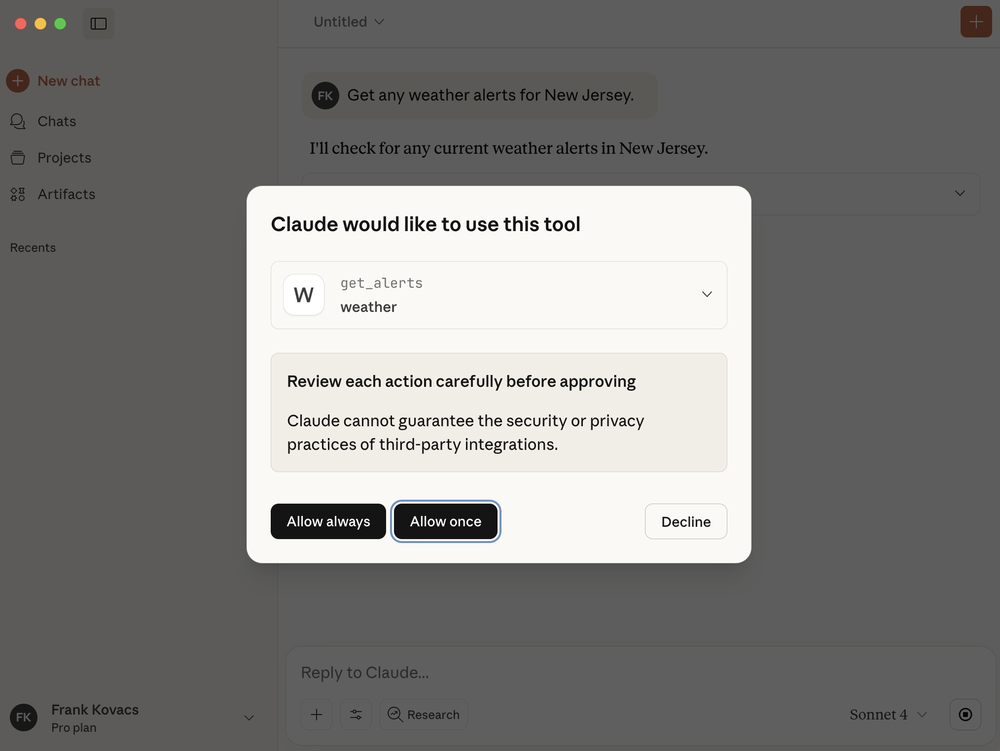 Untitled
New chat
Chats
Projects
Artifacts
Recents
FK Get any weather alerts for New Jersey.
I'll check for any current weather alerts in New Jersey.
Claude would like to use this tool
W
get_alerts
weather
Review each action carefully before approving
Claude cannot guarantee the security or privacy
practices of third-party integrations.
Allow always
Allow once
Decline
Reply to Claude...
Research
Sonnet 4
FK
Frank Kovacs
Pro plan